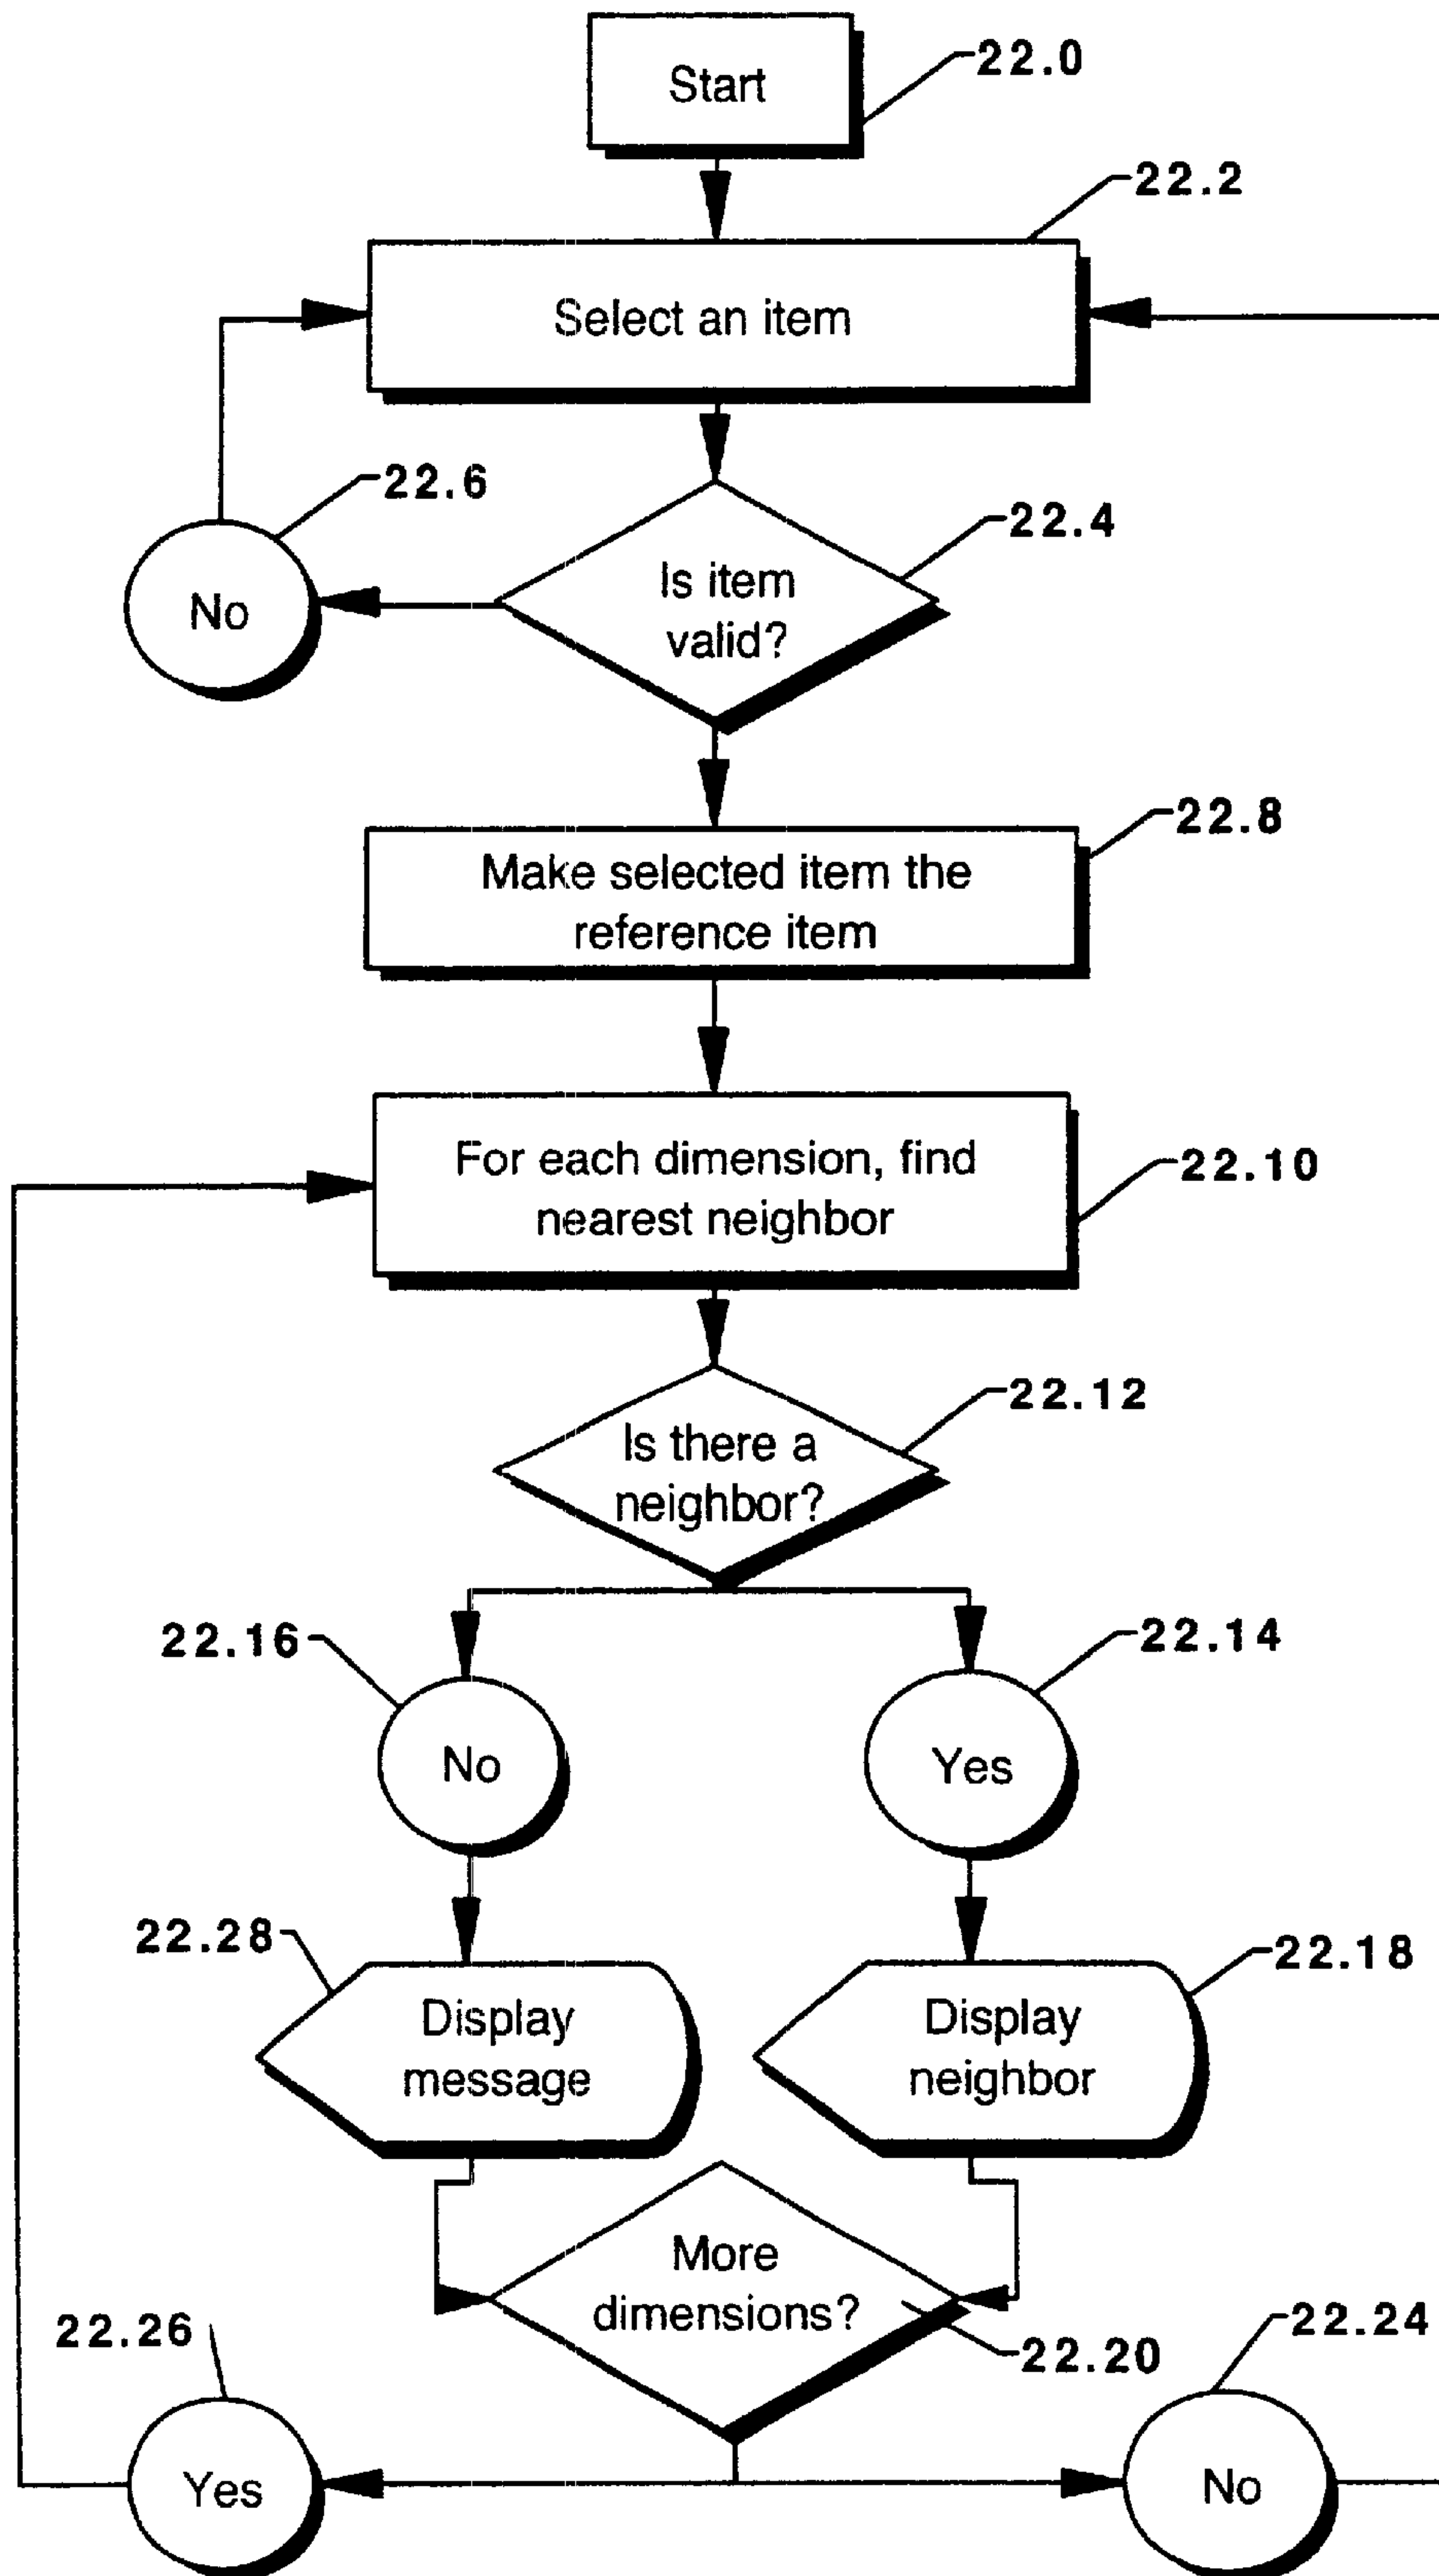 Start
22.0
22.2
Select an item
22.6
22.4
No
Is item
valid?
22.8
Make selected item the
reference item
For each dimension, find
nearest neighbor
22.10
22.12
Is there a
neighbor?
22.16
22.14
No
Yes
22.28
22.18
Display
message
Display
neighbor
More
dimensions?
22.26
22.20
22.24
Yes
No